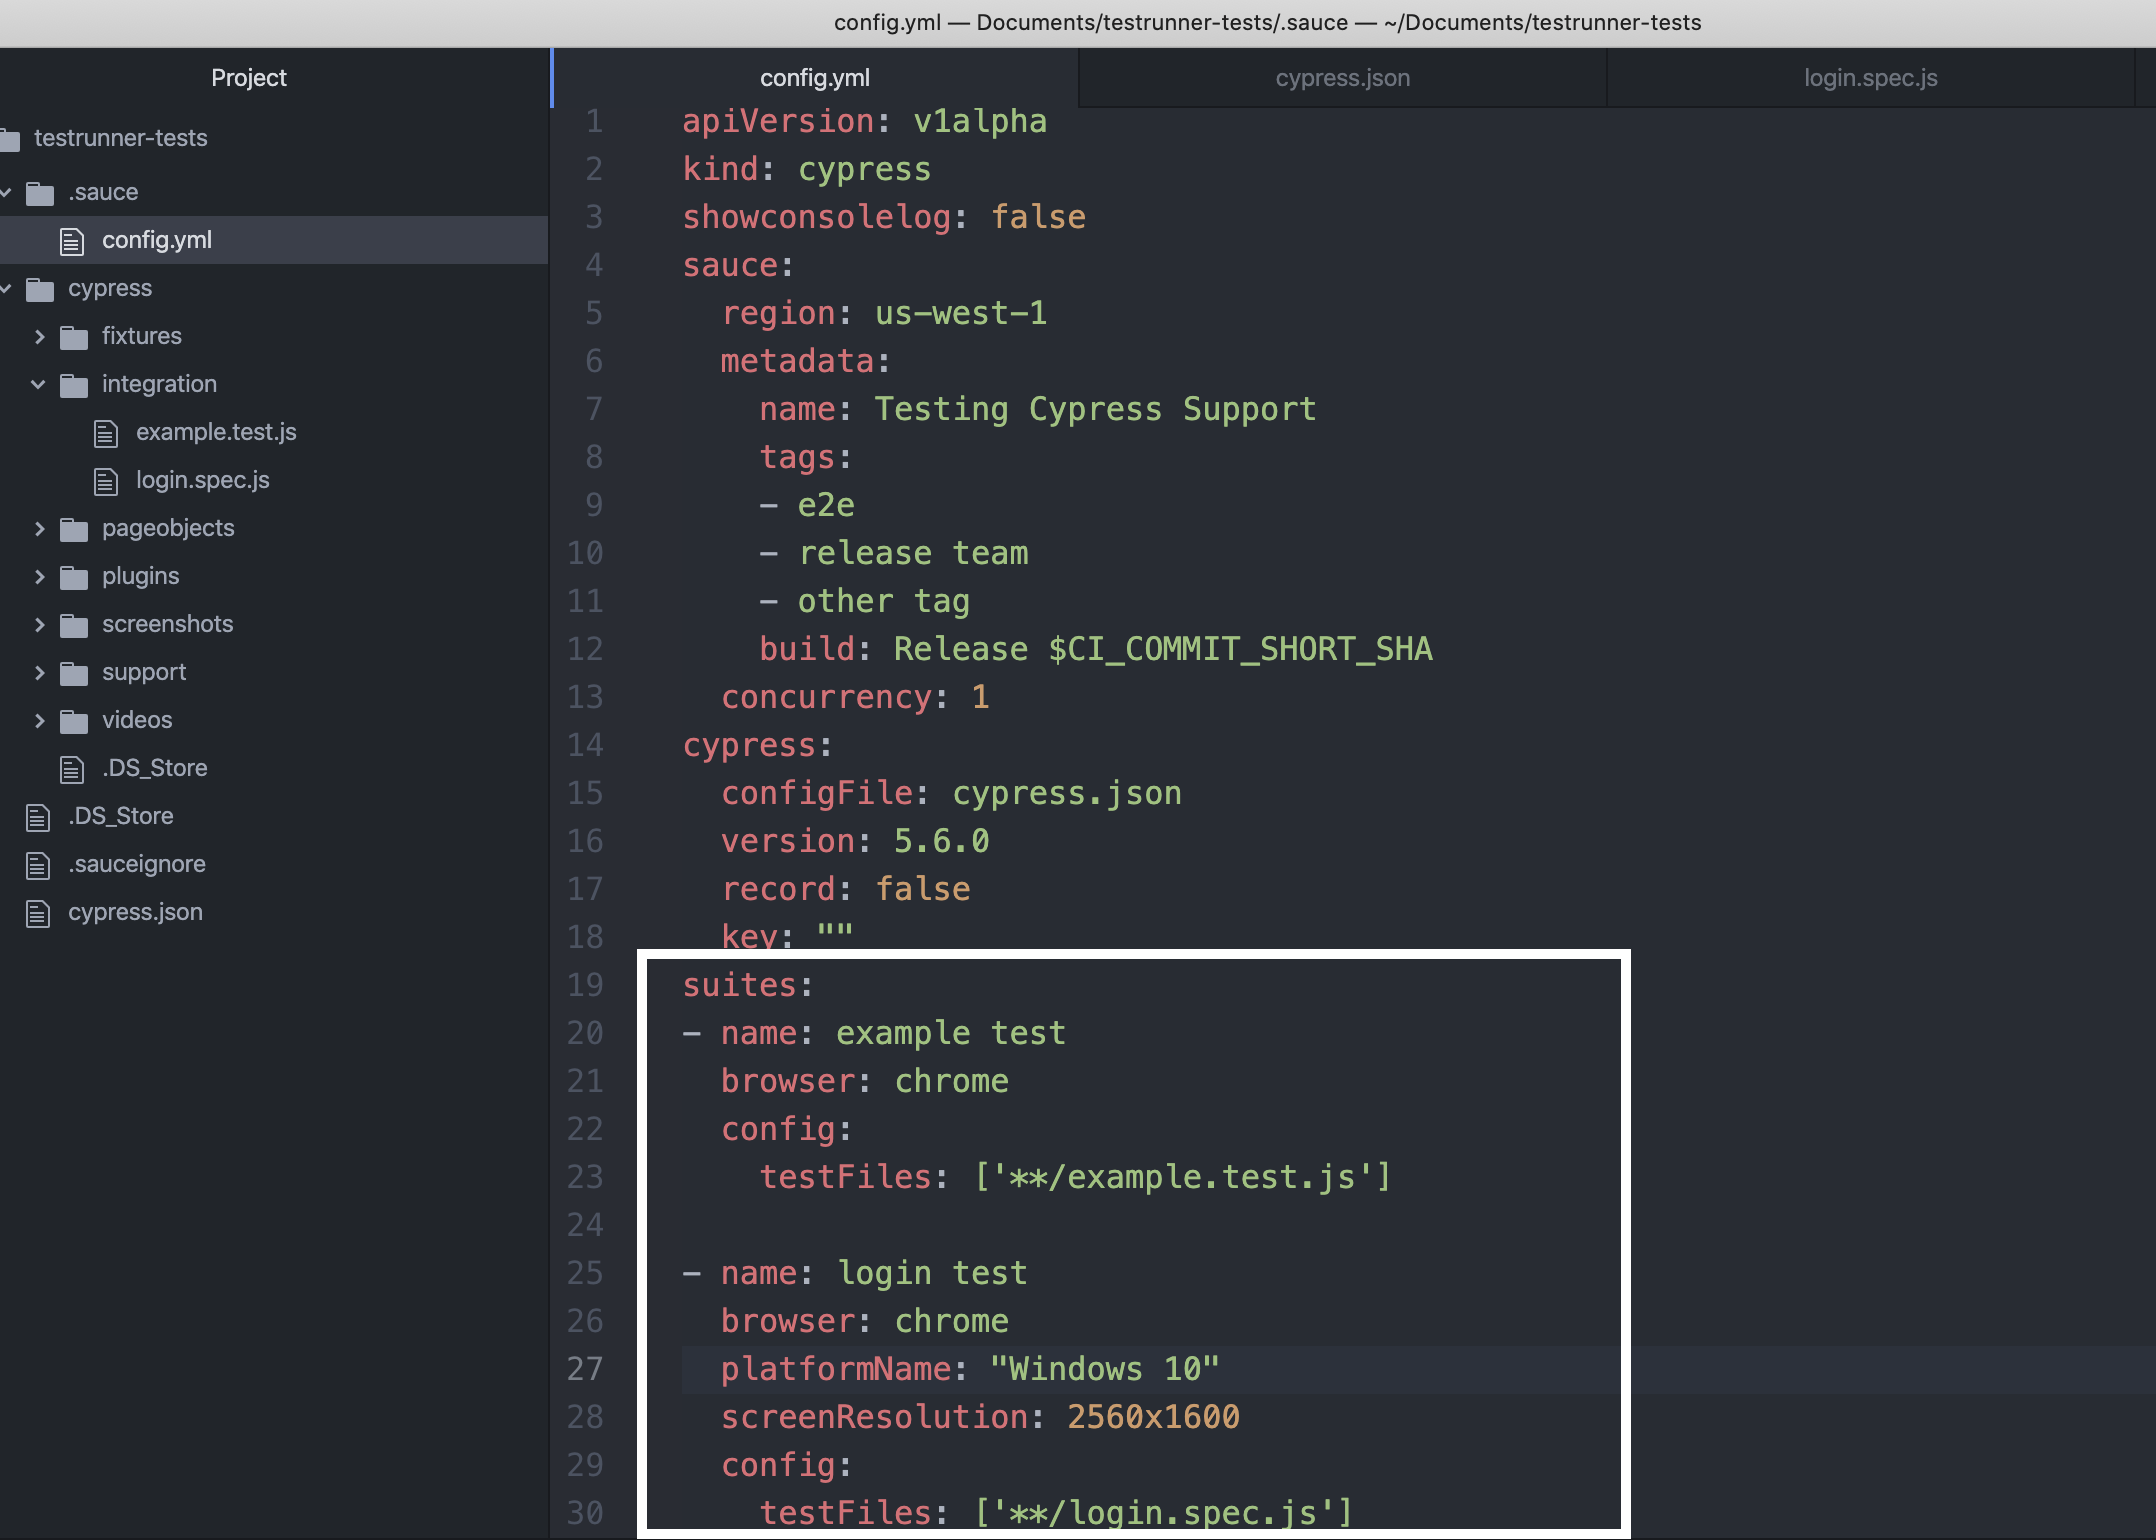 config.yml — Documents/testrunner-tests/.sauce — ~/Documents/testrunner-tests
Project
testrunner-tests
.sauce
config.yml
cypress
fixtures
integration
example.test.js
login.spec.js
pageobjects
plugins
screenshots
support
videos
.DS_Store
.DS_Store
.sauceignore
cypress.json
config.yml
cypress.json
login.spec.js
1 apiVersion: v1alpha
2 kind: cypress
3 showconsolelog: false
4 sauce:
5   region: us-west-1
6   metadata:
7     name: Testing Cypress Support
8     tags:
9     - e2e
10     - release team
11     - other tag
12     build: Release $CI_COMMIT_SHORT_SHA
13   concurrency: 1
14 cypress:
15   configFile: cypress.json
16   version: 5.6.0
17   record: false
18   key: ""
19 suites:
20 - name: example test
21   browser: chrome
22   config:
23     testFiles: ['**/example.test.js']
24
25 - name: login test
26   browser: chrome
27   platformName: "Windows 10"
28   screenResolution: 2560x1600
29   config:
30     testFiles: ['**/login.spec.js']